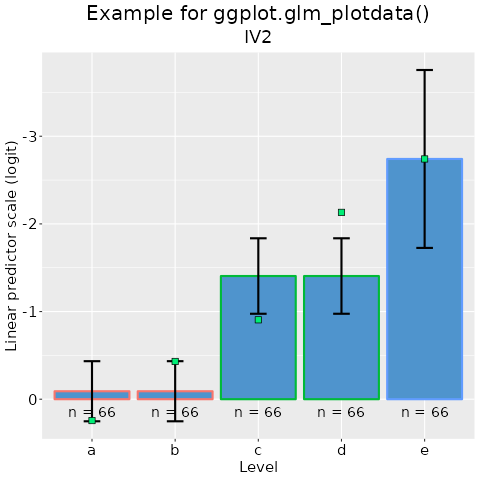 Example for ggplot.glm_plotdata()
IV2
Linear predictor scale (logit)
-3
-2
-1
0
n = 66 n = 66 n = 66 n = 66 n = 66
a b c d e
Level